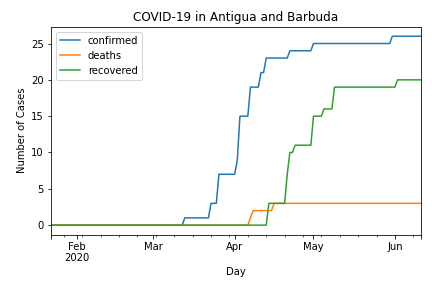 COVID-19 in Antigua and Barbuda
confirmed
deaths
recovered
Number of Cases
25
20
15
10
5
0
Feb Mar Apr May Jun
2020
Day